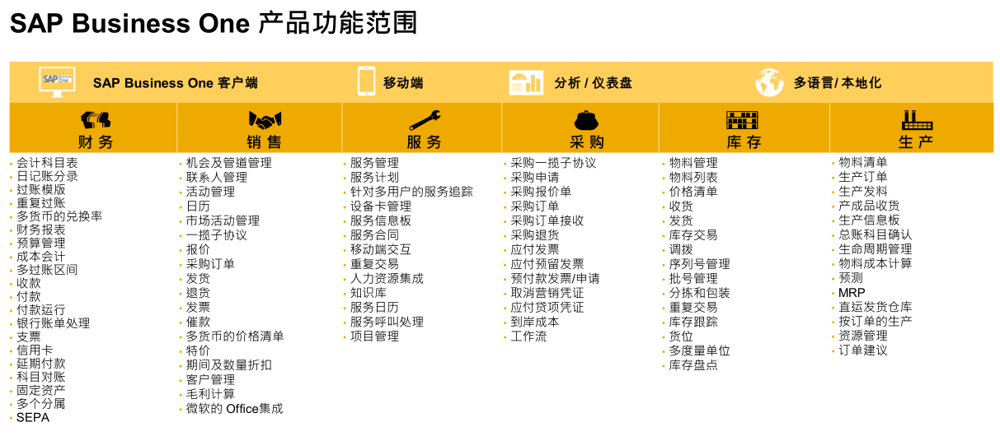 SAP Business One 产品功能范围
SAP Business One
SAP Business One 客户端
移动端
分析 / 仪表盘
多语言/ 本地化
财 务
销 售
服 务
采 购
库 存
生 产
会计科目表
日记账分录
过账模版
重复过账
多货币的兑换率
财务报表
预算管理
成本会计
多过账区间
收款
付款
付款运行
银行账单处理
支票
信用卡
延期付款
科目对账
固定资产
多个分属
SEPA
机会及管道管理
联系人管理
活动管理
日历
市场活动管理
一揽子协议
报价
采购订单
发货
退货
发票
催款
多货币的价格清单
特价
期间及数量折扣
客户管理
毛利计算
微软的 Office集成
服务管理
服务计划
针对多用户的服务追踪
设备卡管理
服务信息板
服务合同
移动端交互
重复交易
人力资源集成
知识库
服务日历
服务呼叫处理
项目管理
采购一揽子协议
采购申请
采购报价单
采购订单
采购订单接收
采购退货
应付发票
应付预留发票
预付款发票/申请
取消营销凭证
应付贷项凭证
到岸成本
工作流
物料管理
物料列表
价格清单
收货
发货
库存交易
调拨
序列号管理
批号管理
分拣和包装
重复交易
库存跟踪
货位
多度量单位
库存盘点
物料清单
生产订单
生产发料
产成品收货
生产信息板
总账科目确认
生命周期管理
物料成本计算
预测
MRP
直运发货仓库
按订单的生产
资源管理
订单建议